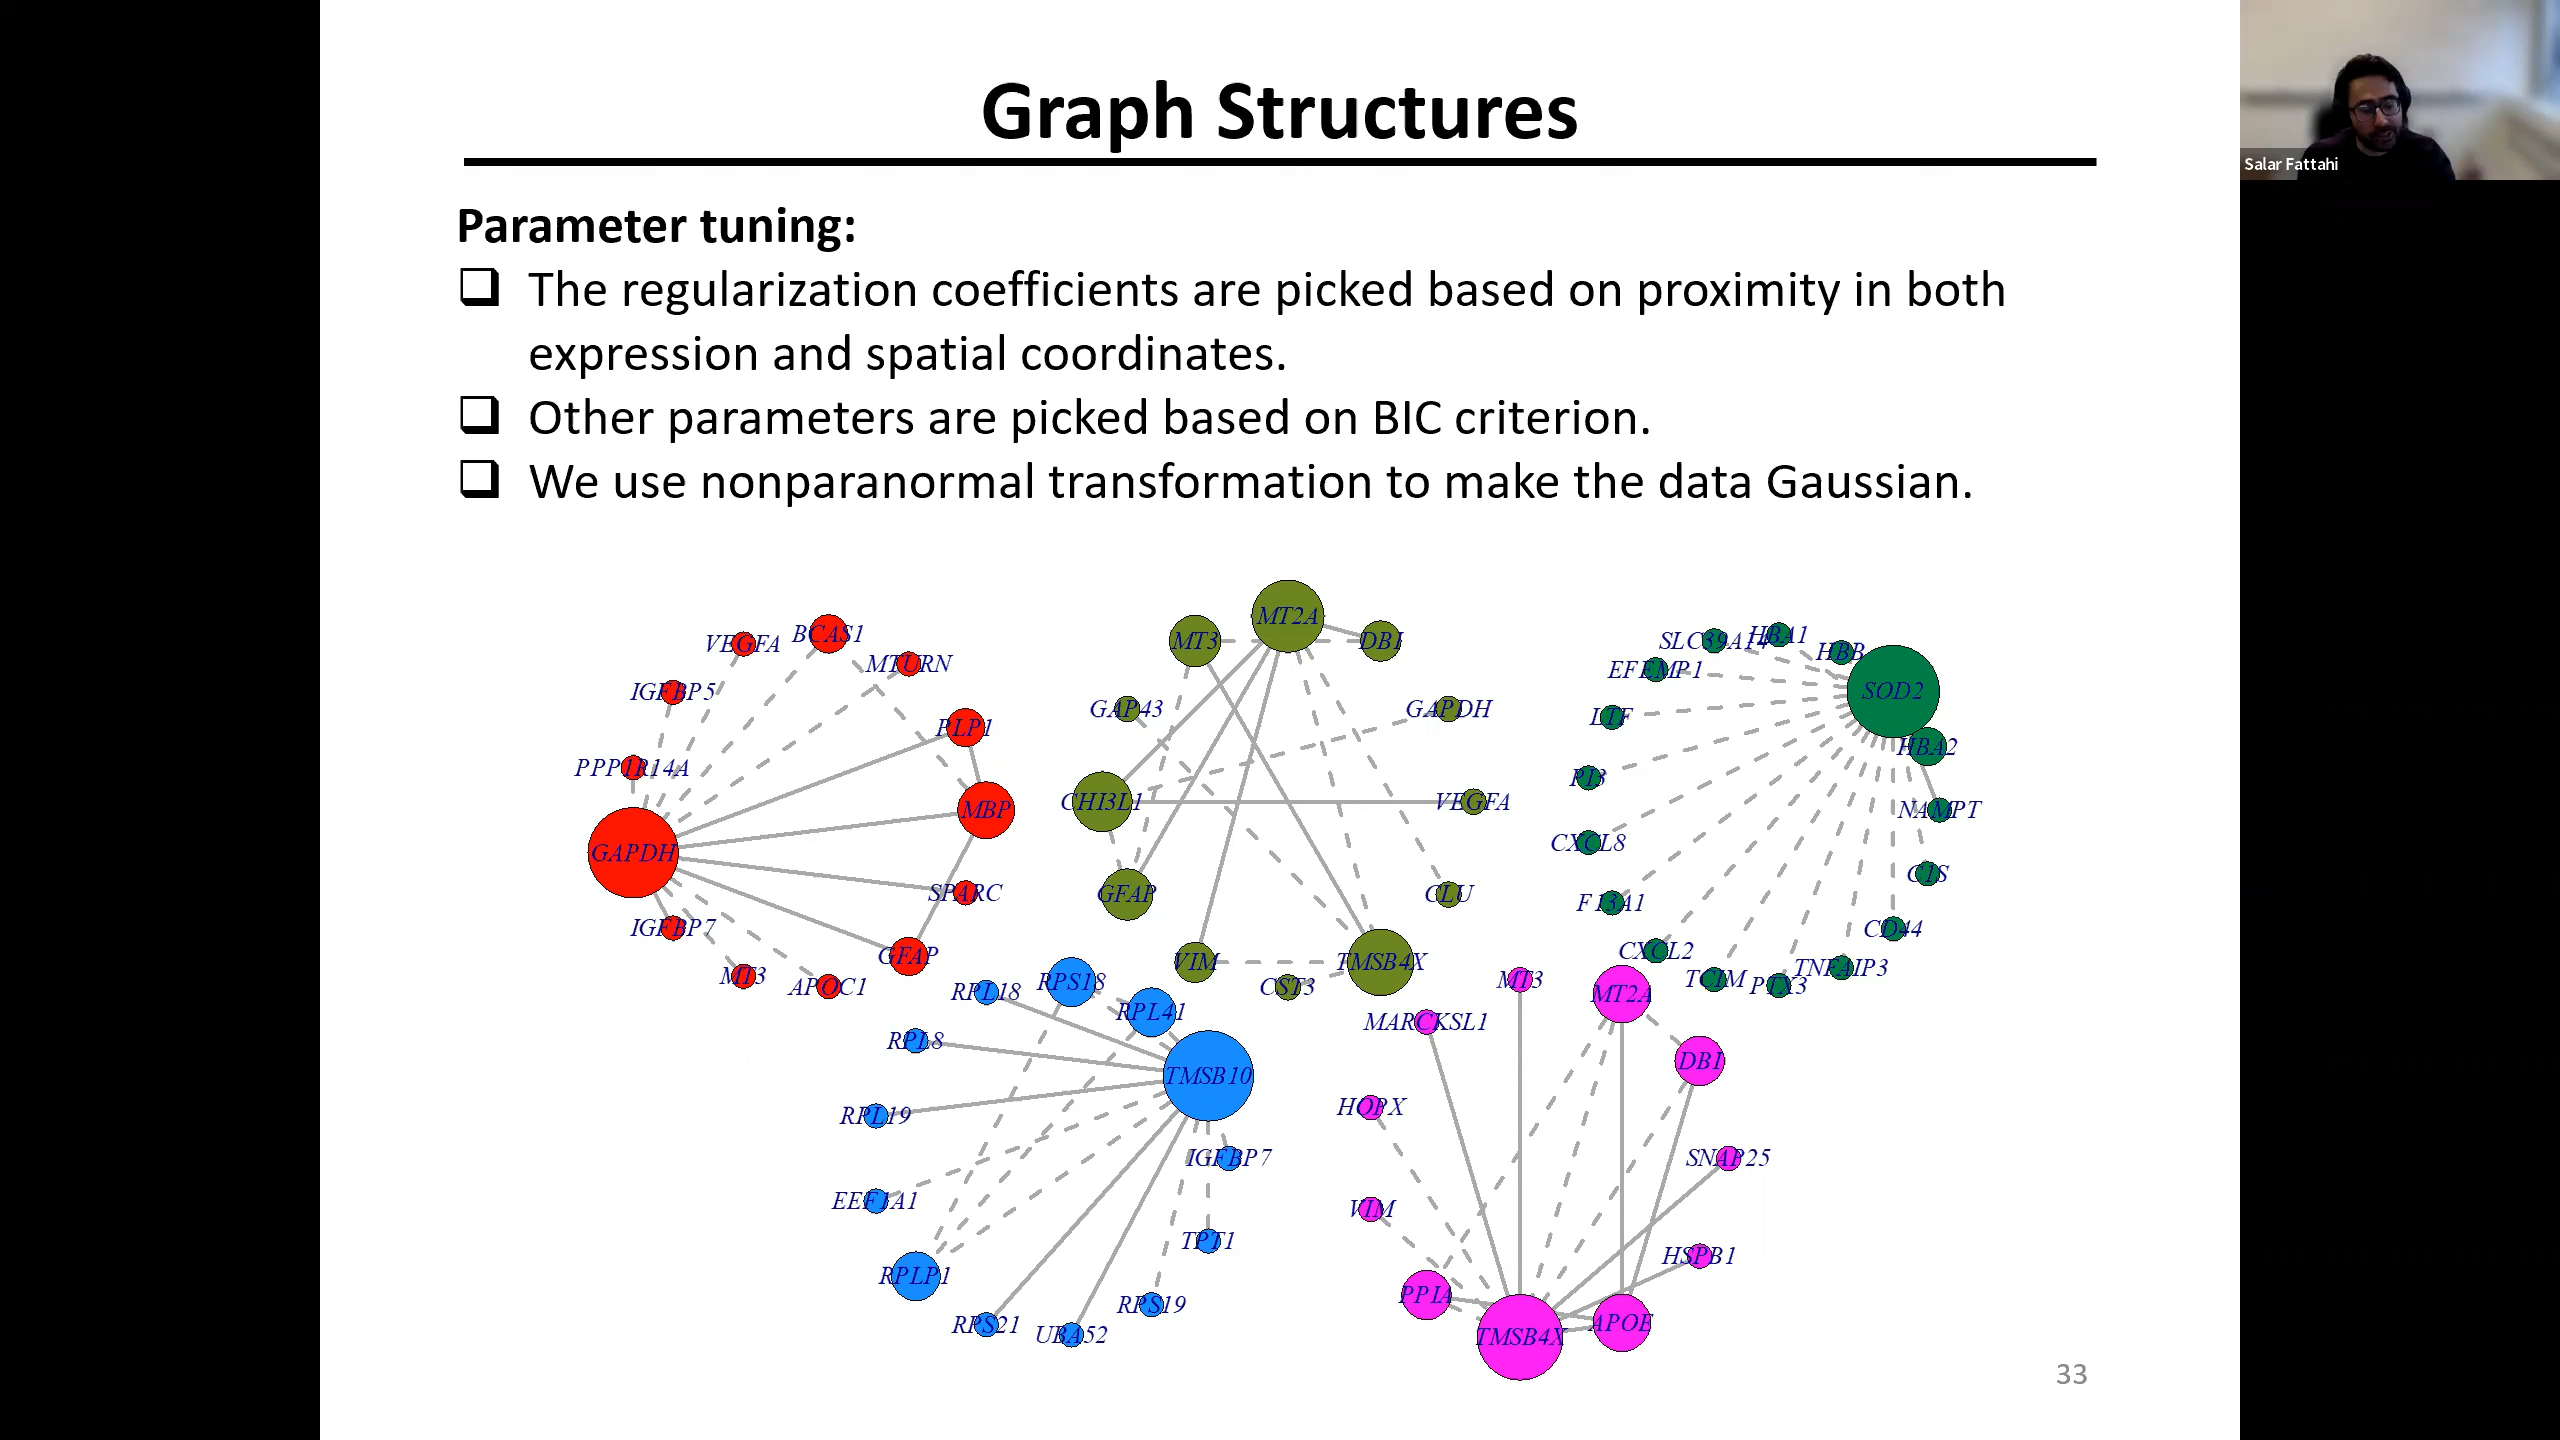 Graph Structures
Salar Fattahi
Parameter tuning:
The regularization coefficients are picked based on proximity in both
expression and spatial coordinates.
Other parameters are picked based on BIC criterion.
We use nonparanormal transformation to make the data Gaussian.
VEGFA
BCAS1
MTURN
IGFBP5
PLP1
PPP1R14A
MBP
GAPDH
SPARC
IGFBP7
GFAP
MT3
APOC1
MT2A
MT3
DBI
GAP43
GAPDH
CHI3L1
VEGFA
GFAP
CLU
VIM
TMSB4X
CST3
SLC39A14
HBA1
HBB
EFEMP1
SOD2
LTF
HBA2
PI3
NAMPT
CXCL8
C1S
F13A1
CD44
CXCL2
TNFAIP3
TCIM
PTX3
RPL18
RPS18
RPL41
RPL8
TMSB10
RPL19
IGFBP7
EEF1A1
TPT1
RPLP1
RPS19
RPS21
UBA52
MT3
MT2A
MARCKSL1
DBI
HOPX
SNAP25
VIM
HSPB1
PPIA
TMSB4X
APOE
33